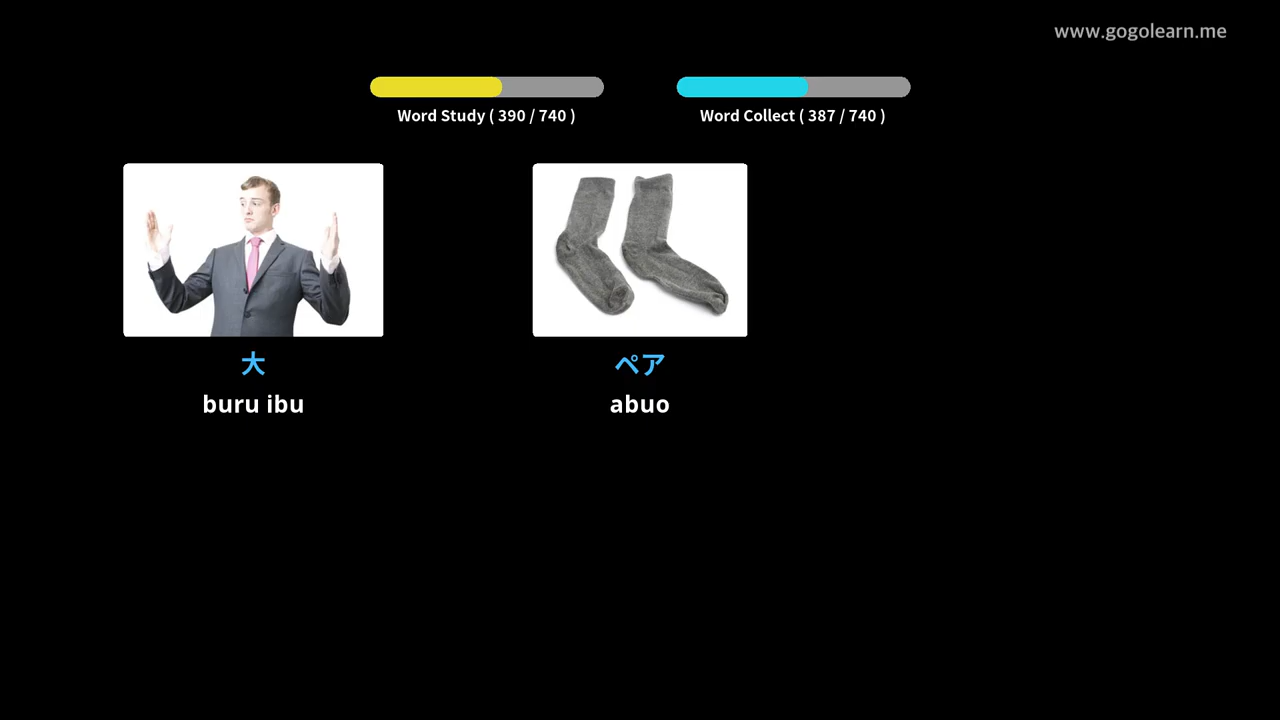 www.gogolearn.me
Word Study ( 390 / 740 )
Word Collect ( 387 / 740 )
大
ペア
buru ibu
abuo